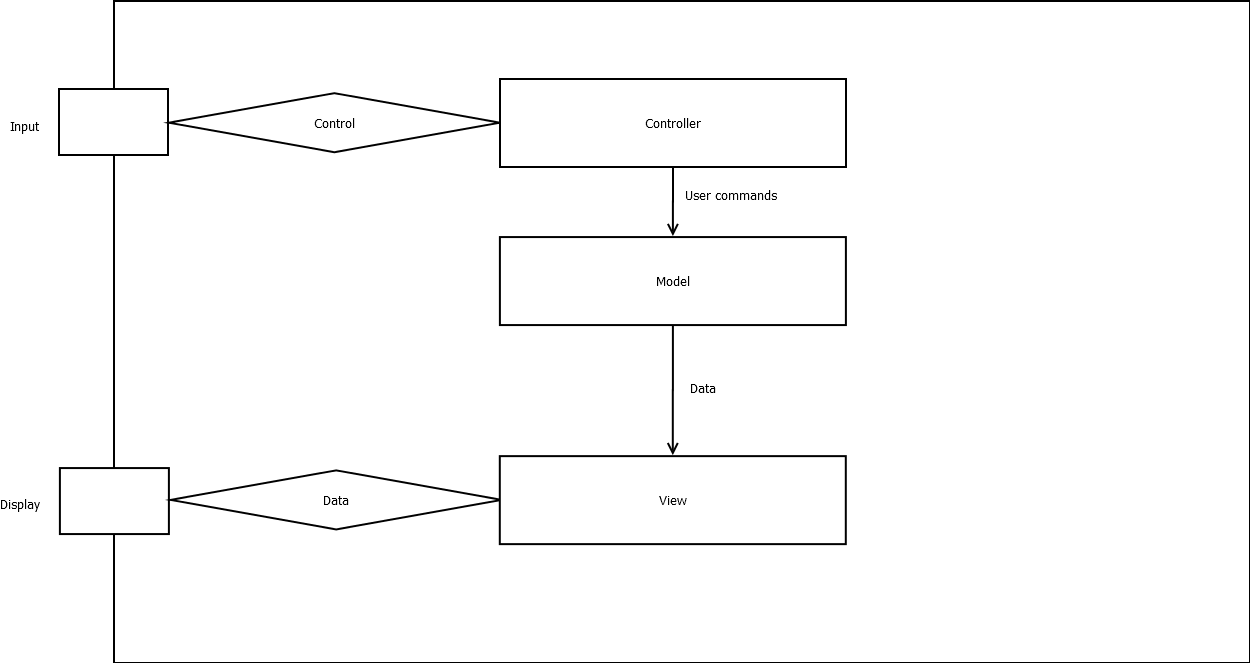 Input
Control
Controller
User commands
Model
Data
Display
Data
View